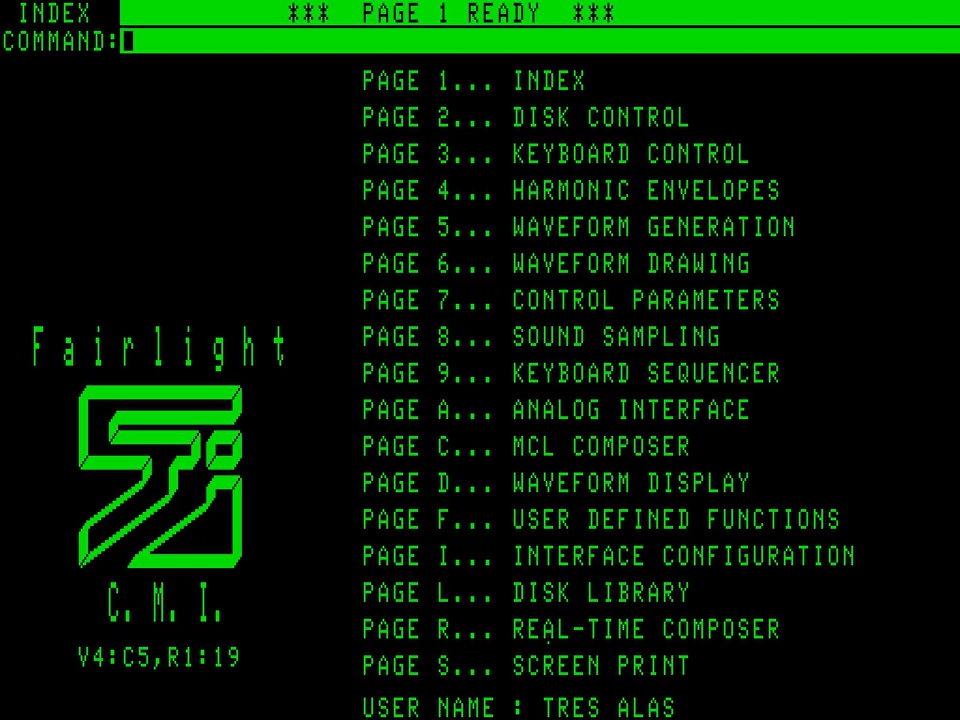 INDEX *** PAGE 1 READY ***
COMMAND:
PAGE 1... INDEX
PAGE 2... DISK CONTROL
PAGE 3... KEYBOARD CONTROL
PAGE 4... HARMONIC ENVELOPES
PAGE 5... WAVEFORM GENERATION
PAGE 6... WAVEFORM DRAWING
PAGE 7... CONTROL PARAMETERS
PAGE 8... SOUND SAMPLING
PAGE 9... KEYBOARD SEQUENCER
PAGE A... ANALOG INTERFACE
PAGE C... MCL COMPOSER
PAGE D... WAVEFORM DISPLAY
PAGE F... USER DEFINED FUNCTIONS
PAGE I... INTERFACE CONFIGURATION
PAGE L... DISK LIBRARY
PAGE R... REAL-TIME COMPOSER
PAGE S... SCREEN PRINT
USER NAME : TRES ALAS
Fairlight
C. M. I.
V4:C5,R1:19